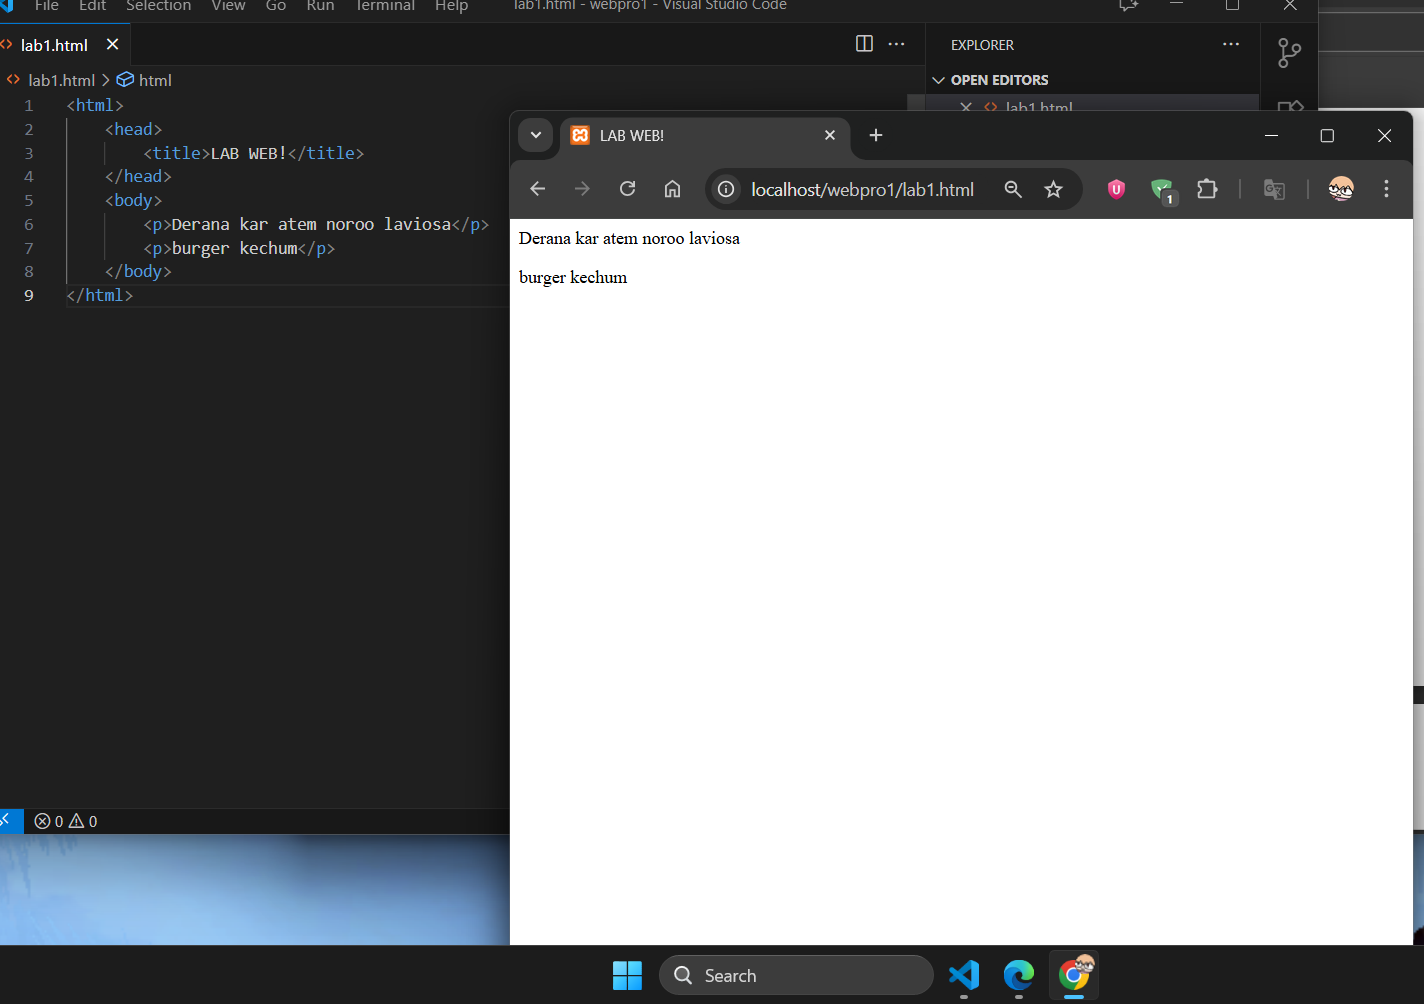 File Edit Selection View Go Run Terminal Help
lab1.html - webpro1 - Visual Studio Code
lab1.html
lab1.html > html
1 <html>
2 <head>
3 <title>LAB WEB!</title>
4 </head>
5 <body>
6 <p>Derana kar atem noroo laviosa</p>
7 <p>burger kechum</p>
8 </body>
9 </html>
0 0
EXPLORER
OPEN EDITORS
lab1.html
LAB WEB!
localhost/webpro1/lab1.html
1
Derana kar atem noroo laviosa
burger kechum
Search